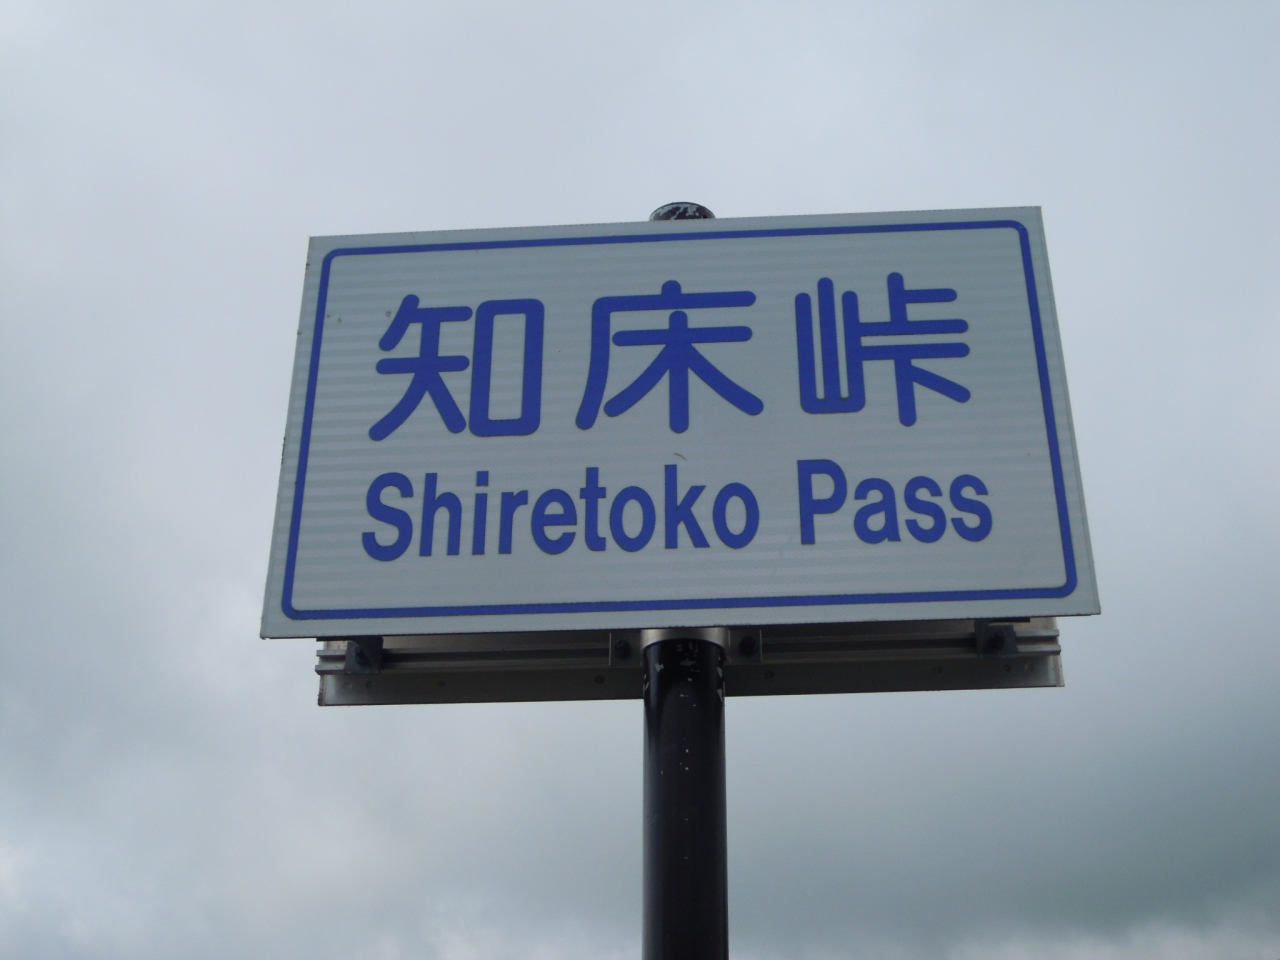 知床峠
Shiretoko Pass